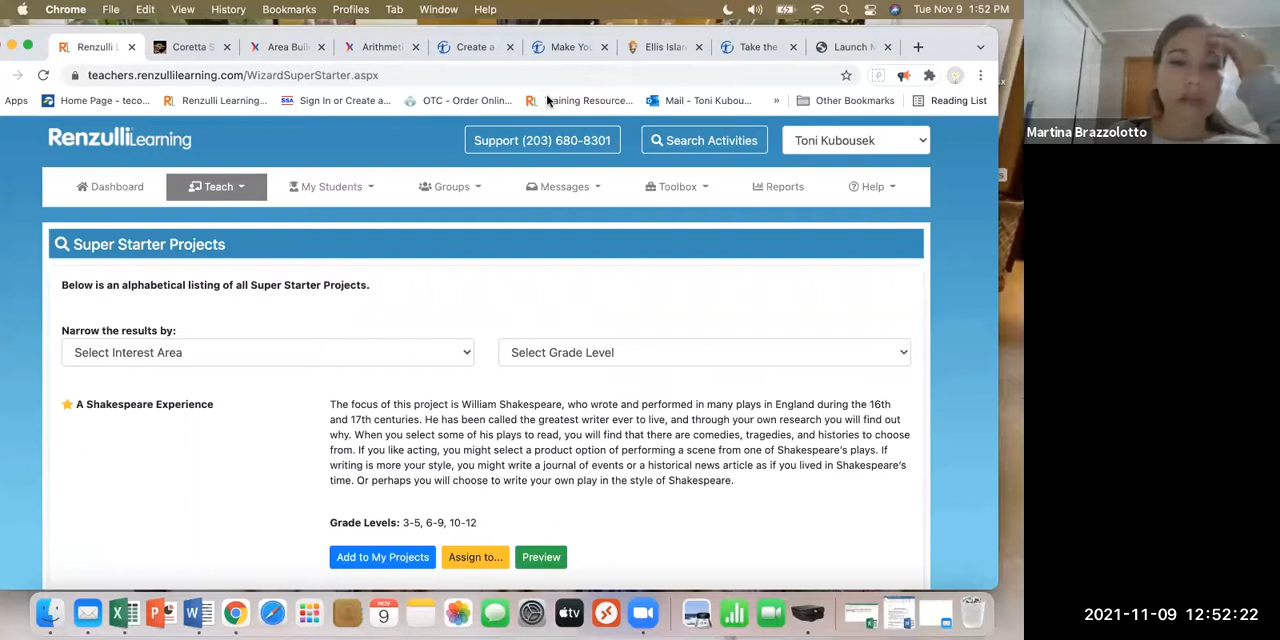 Chrome File Edit View History Bookmarks Profiles Tab Window Help Tue Nov 9 1:52 PM
Renzulli L Coretta S Area Buil Arithmeti Create a Make You Ellis Islan Take the Launch M
teachers.renzullilearning.com/WizardSuperStarter.aspx
Apps Home Page - teco... Renzulli Learning... SSA Sign In or Create a... OTC - Order Onlin... RL Training Resource... Mail - Toni Kubou... » Other Bookmarks Reading List
Martina Brazzolotto
RenzulliLearning Support (203) 680-8301 Search Activities Toni Kubousek
Dashboard Teach My Students Groups Messages Toolbox Reports Help
Super Starter Projects
Below is an alphabetical listing of all Super Starter Projects.
Narrow the results by:
Select Interest Area Select Grade Level
A Shakespeare Experience
The focus of this project is William Shakespeare, who wrote and performed in many plays in England during the 16th
and 17th centuries. He has been called the greatest writer ever to live, and through your own research you will find out
why. When you select some of his plays to read, you will find that there are comedies, tragedies, and histories to choose
from. If you like acting, you might select a product option of performing a scene from one of Shakespeare's plays. If
writing is more your style, you might write a journal of events or a historical news article as if you lived in Shakespeare's
time. Or perhaps you will choose to write your own play in the style of Shakespeare.
Grade Levels: 3-5, 6-9, 10-12
Add to My Projects Assign to... Preview
NOV
9
tv
2021-11-09 12:52:22